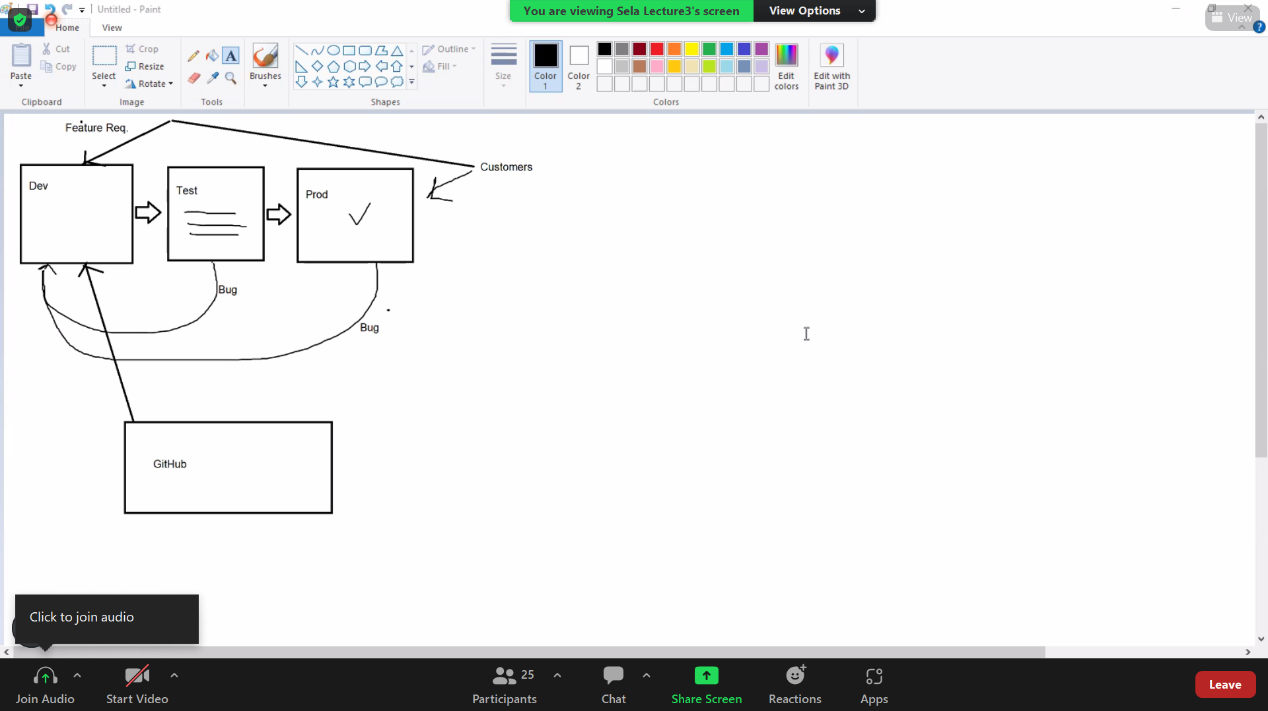 Untitled - Paint
You are viewing Sela Lecture3's screen
View Options
View
Home
View
Paste
Cut
Copy
Clipboard
Select
Crop
Resize
Rotate
Image
Tools
Brushes
Shapes
Outline
Fill
Size
Color 1
Color 2
Colors
Edit colors
Edit with Paint 3D
Feature Req.
Customers
Dev
Test
Prod
Bug
Bug
GitHub
Click to join audio
Join Audio
Start Video
Participants
25
Chat
Share Screen
Reactions
Apps
Leave